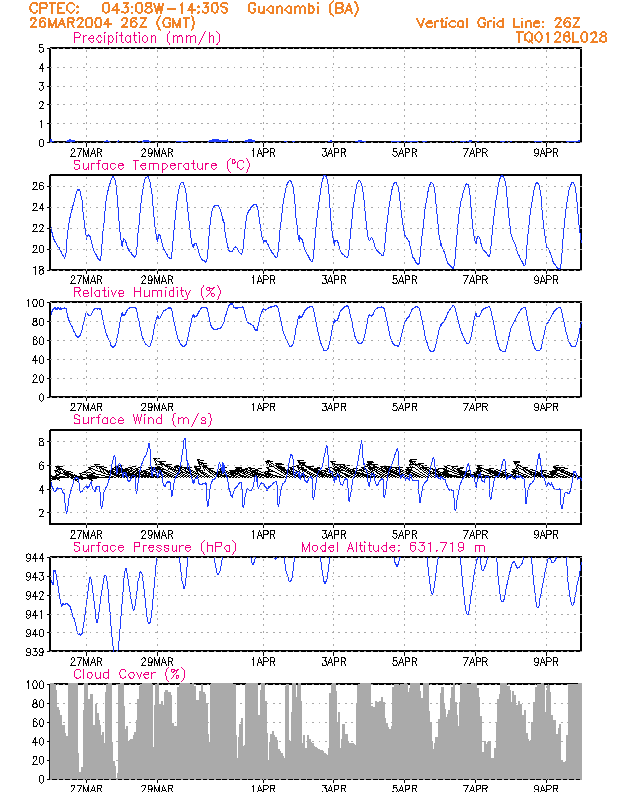 CPTEC: 043:08W-14:30S Guanambi (BA)
26MAR2004 26Z (GMT) Vertical Grid Line: 26Z
Precipitation (mm/h) TQ0126L028
5
4
3
2
1
0
27MAR 29MAR 1APR 3APR 5APR 7APR 9APR
Surface Temperature (°C)
26
24
22
20
18
27MAR 29MAR 1APR 3APR 5APR 7APR 9APR
Relative Humidity (%)
100
80
60
40
20
0
27MAR 29MAR 1APR 3APR 5APR 7APR 9APR
Surface Wind (m/s)
8
6
4
2
27MAR 29MAR 1APR 3APR 5APR 7APR 9APR
Surface Pressure (hPa) Model Altitude: 631.719 m
944
943
942
941
940
939
27MAR 29MAR 1APR 3APR 5APR 7APR 9APR
Cloud Cover (%)
100
80
60
40
20
0
27MAR 29MAR 1APR 3APR 5APR 7APR 9APR